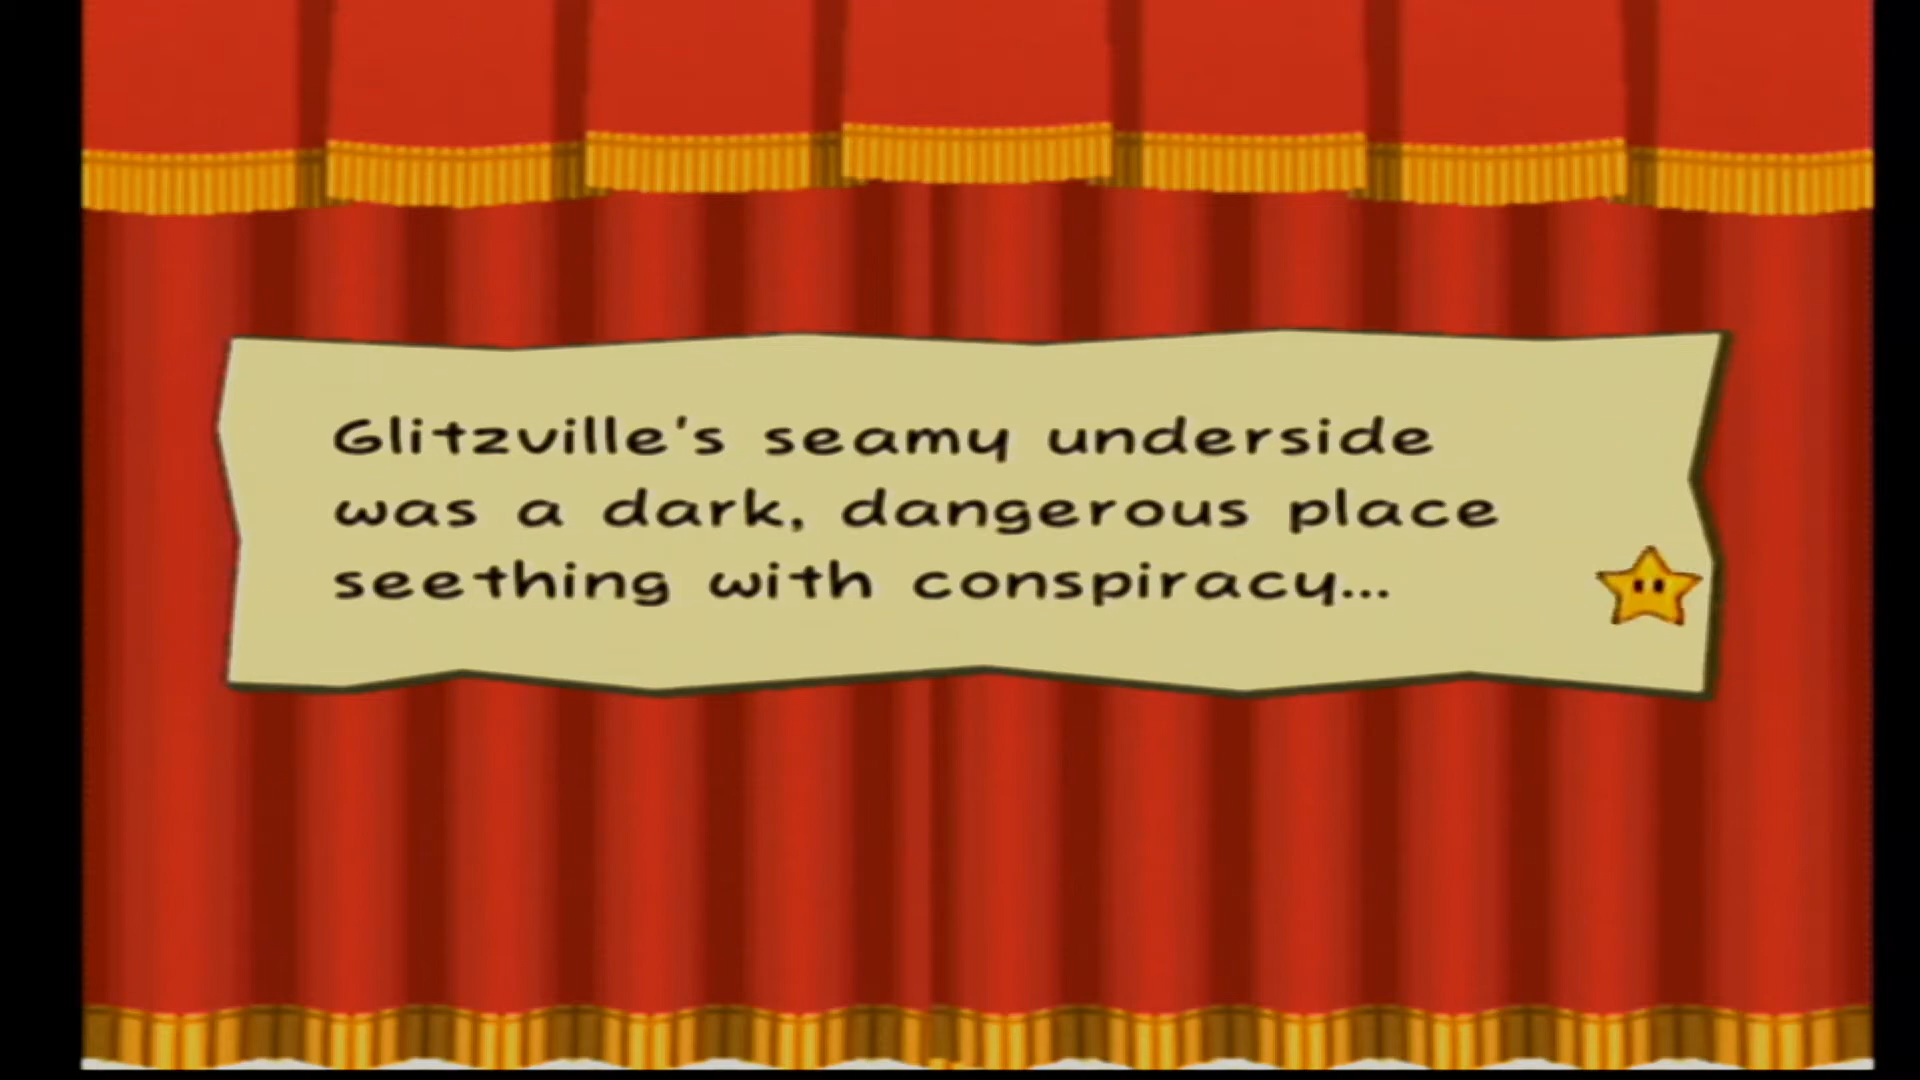 Glitzville's seamy underside
was a dark, dangerous place
seething with conspiracy...